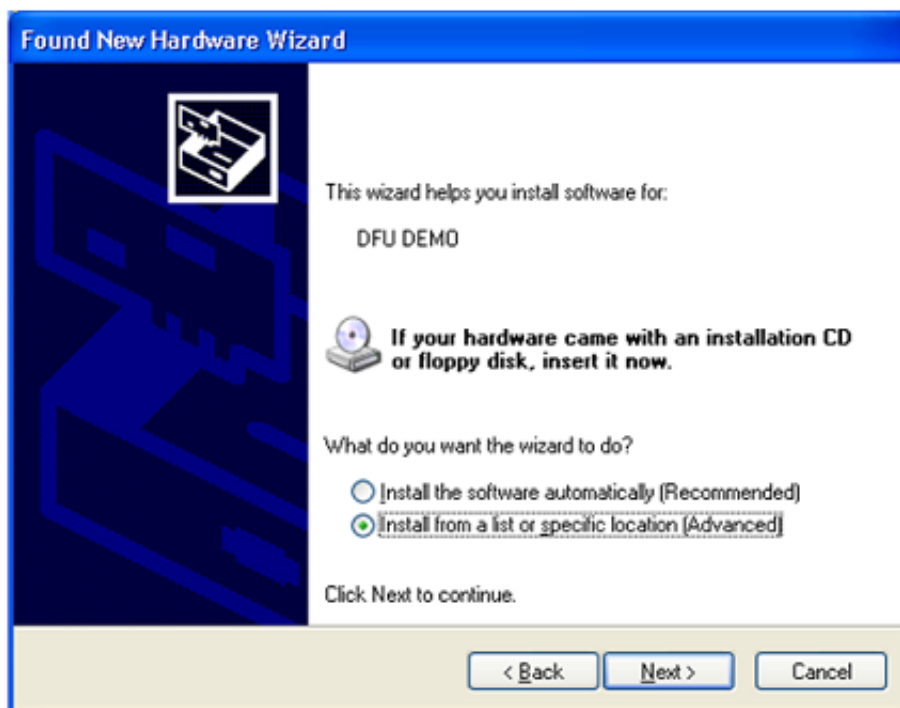 Found New Hardware Wizard
This wizard helps you install software for:
DFU DEMO
If your hardware came with an installation CD
or floppy disk, insert it now.
What do you want the wizard to do?
Install the software automatically (Recommended)
Install from a list or specific location (Advanced)
Click Next to continue.
< Back
Next >
Cancel